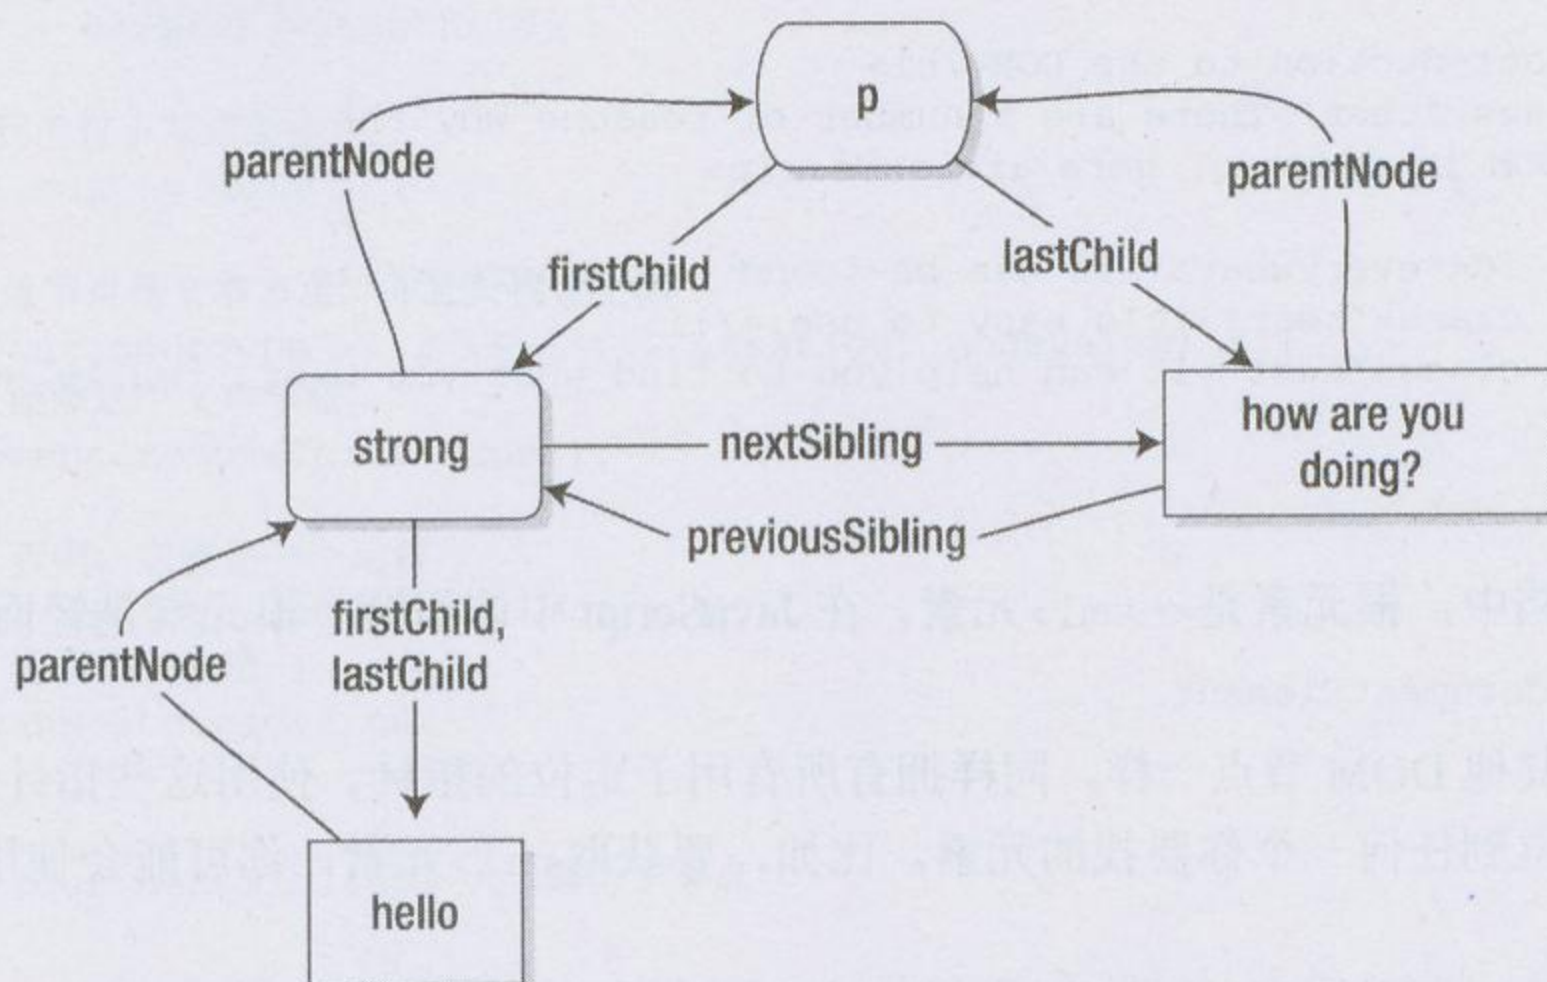 p
parentNode
parentNode
firstChild
lastChild
strong
nextSibling
how are you
doing?
previousSibling
firstChild,
lastChild
parentNode
hello